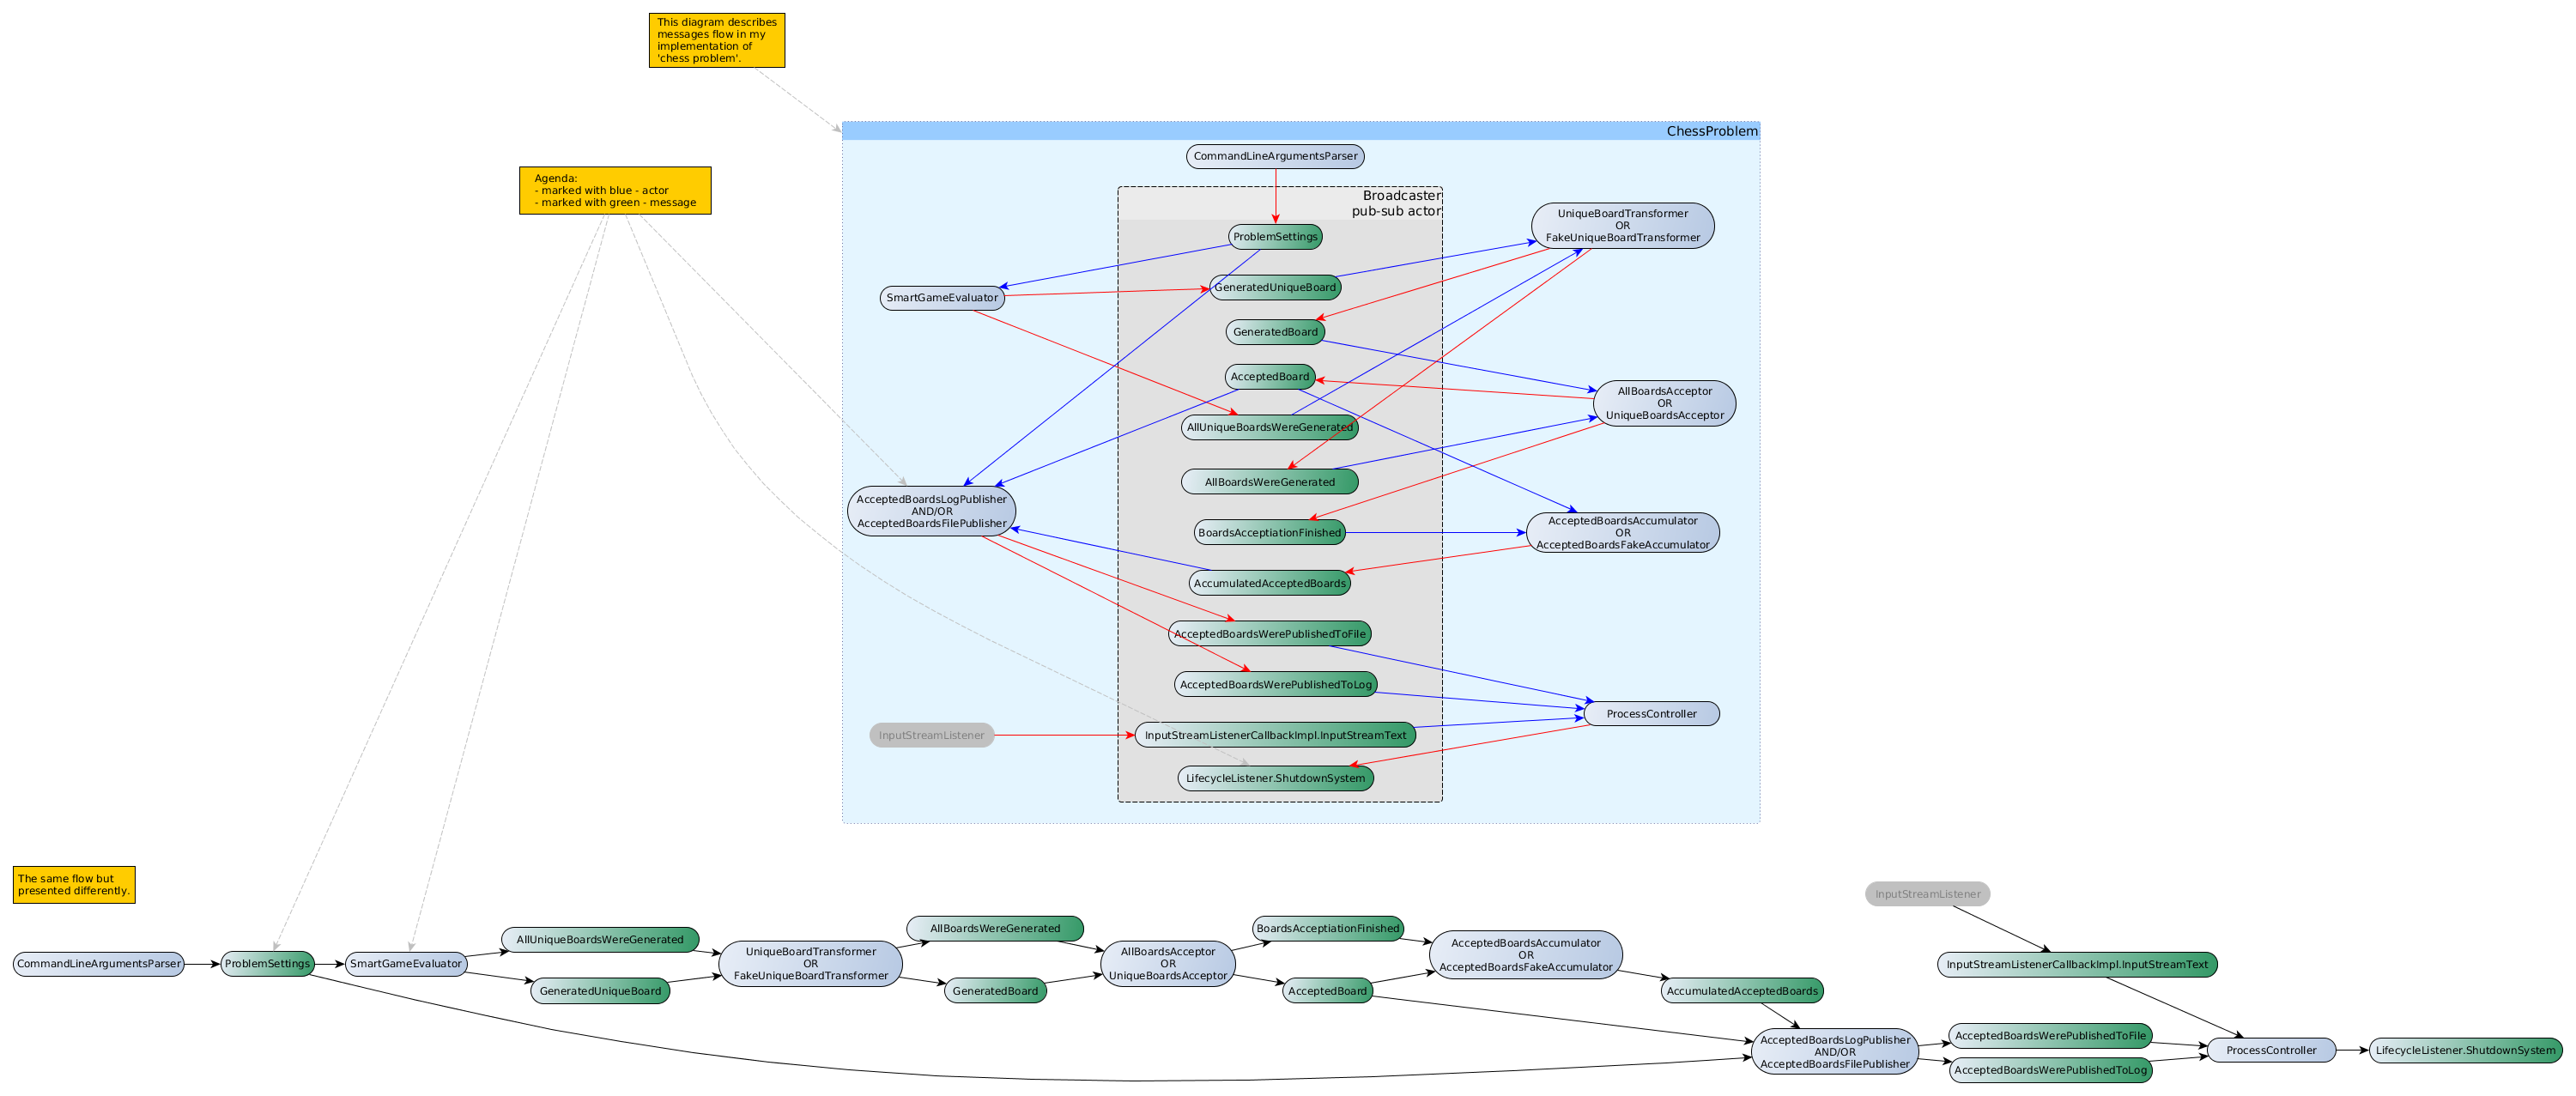 This diagram describes
messages flow in my
implementation of
'chess problem'.
ChessProblem
CommandLineArgumentsParser
Agenda:
- marked with blue - actor
- marked with green - message
Broadcaster
pub-sub actor
UniqueBoardTransformer
OR
FakeUniqueBoardTransformer
ProblemSettings
SmartGameEvaluator
GeneratedUniqueBoard
GeneratedBoard
AcceptedBoard
AllBoardsAcceptor
OR
UniqueBoardsAcceptor
AllUniqueBoardsWereGenerated
AllBoardsWereGenerated
AcceptedBoardsLogPublisher
AND/OR
AcceptedBoardsFilePublisher
BoardsAcceptiationFinished
AcceptedBoardsAccumulator
OR
AcceptedBoardsFakeAccumulator
AccumulatedAcceptedBoards
AcceptedBoardsWerePublishedToFile
AcceptedBoardsWerePublishedToLog
ProcessController
InputStreamListener
InputStreamListenerCallbackImpl.InputStreamText
LifecycleListener.ShutdownSystem
The same flow but
presented differently.
CommandLineArgumentsParser
ProblemSettings
SmartGameEvaluator
AllUniqueBoardsWereGenerated
GeneratedUniqueBoard
UniqueBoardTransformer
OR
FakeUniqueBoardTransformer
AllBoardsWereGenerated
GeneratedBoard
AllBoardsAcceptor
OR
UniqueBoardsAcceptor
BoardsAcceptiationFinished
AcceptedBoard
AcceptedBoardsAccumulator
OR
AcceptedBoardsFakeAccumulator
AccumulatedAcceptedBoards
AcceptedBoardsLogPublisher
AND/OR
AcceptedBoardsFilePublisher
InputStreamListener
InputStreamListenerCallbackImpl.InputStreamText
AcceptedBoardsWerePublishedToFile
AcceptedBoardsWerePublishedToLog
ProcessController
LifecycleListener.ShutdownSystem